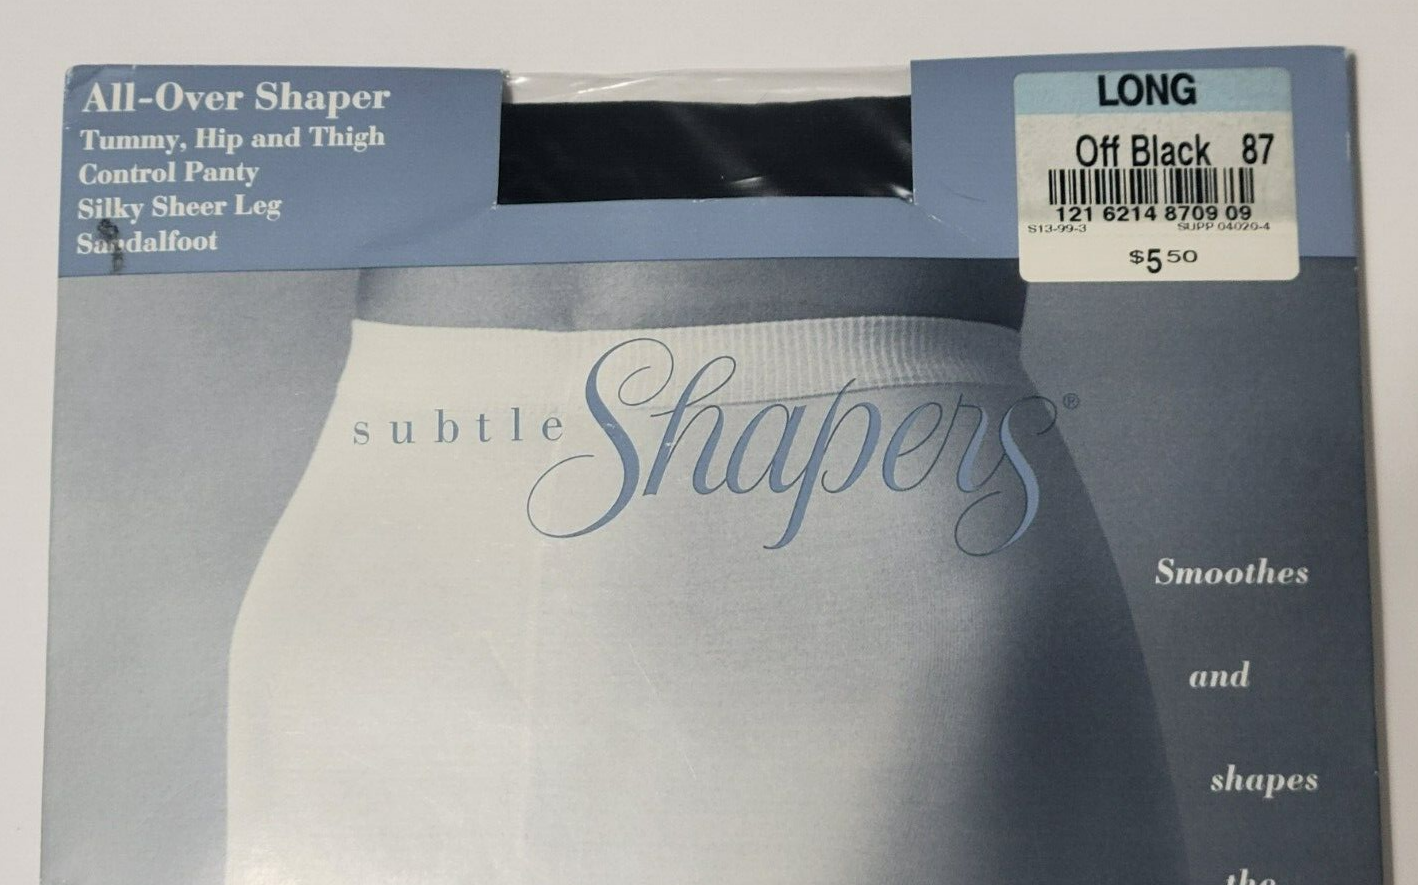 All-Over Shaper
Tummy, Hip and Thigh
Control Panty
Silky Sheer Leg
Sandalfoot
LONG
Off Black 87
121 6214 8709 09
S13-99-3 SUPP 04020-4
$5 50
subtle Shapers®
Smoothes
and
shapes
the